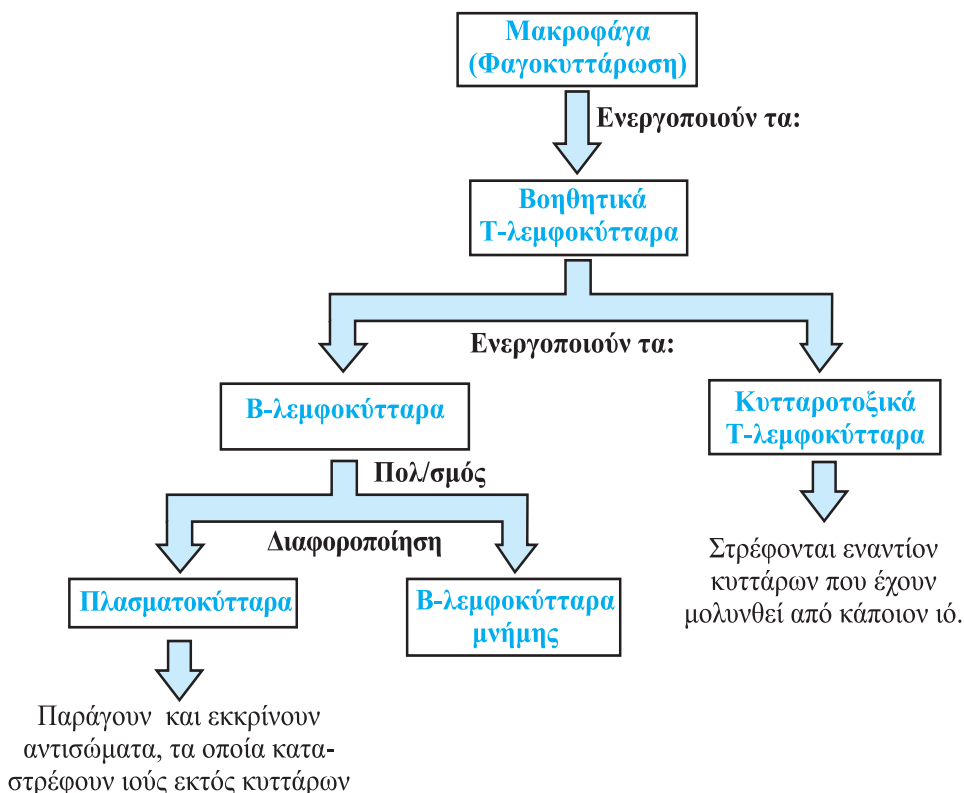 Μακροφάγα
(Φαγοκυττάρωση)
Ενεργοποιούν τα:
Βοηθητικά
Τ-λεμφοκύτταρα
Ενεργοποιούν τα:
Β-λεμφοκύτταρα
Κυτταροτοξικά
Τ-λεμφοκύτταρα
Πολ/σμός
Διαφοροποίηση
Πλασματοκύτταρα
Β-λεμφοκύτταρα
μνήμης
Στρέφονται εναντίον
κυττάρων που έχουν
μολυνθεί από κάποιον ιό.
Παράγουν και εκκρίνουν
αντισώματα, τα οποία κατα-
στρέφουν ιούς εκτός κυττάρων